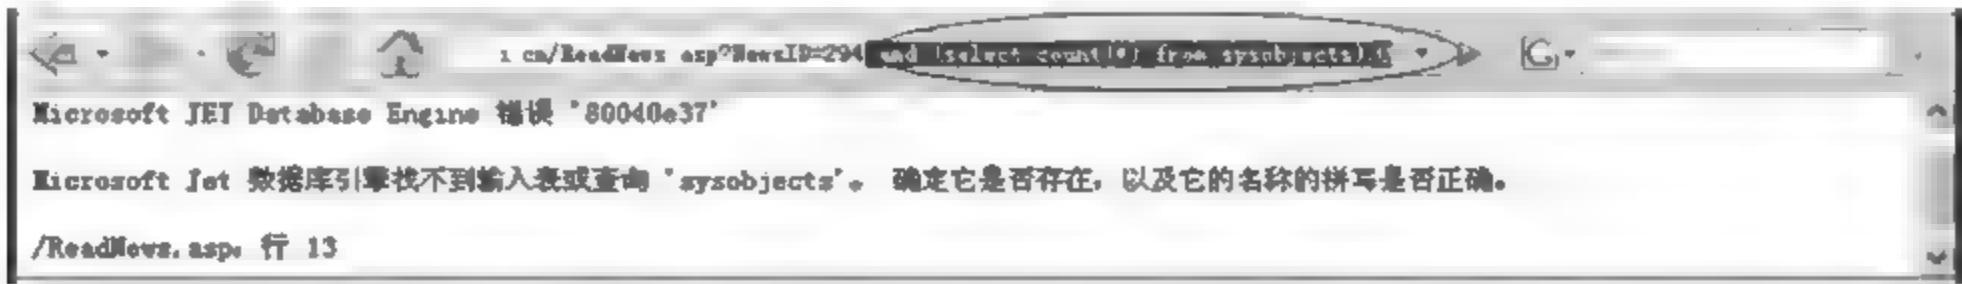 cn/ReadNews asp?NewsID=294 and (select count(*) from sysobjects)
Microsoft JET Database Engine 错误 '80040e37'
Microsoft Jet 数据库引擎找不到输入表或查询 'sysobjects'。 确定它是否存在，以及它的名称的拼写是否正确。
/ReadNews.asp，行 13